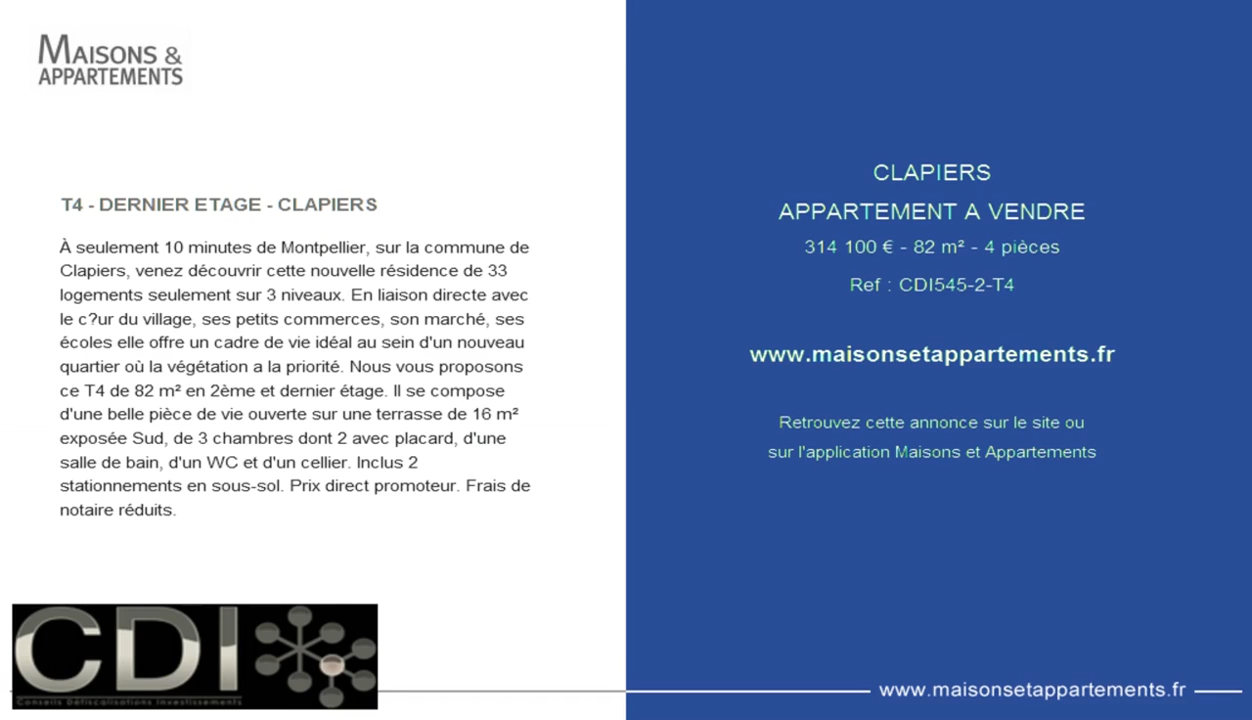 MAISONS &
APPARTEMENTS
T4 - DERNIER ETAGE - CLAPIERS
À seulement 10 minutes de Montpellier, sur la commune de
Clapiers, venez découvrir cette nouvelle résidence de 33
logements seulement sur 3 niveaux. En liaison directe avec
le c?ur du village, ses petits commerces, son marché, ses
écoles elle offre un cadre de vie idéal au sein d'un nouveau
quartier où la végétation a la priorité. Nous vous proposons
ce T4 de 82 m² en 2ème et dernier étage. Il se compose
d'une belle pièce de vie ouverte sur une terrasse de 16 m²
exposée Sud, de 3 chambres dont 2 avec placard, d'une
salle de bain, d'un WC et d'un cellier. Inclus 2
stationnements en sous-sol. Prix direct promoteur. Frais de
notaire réduits.
CDI
Conseils Défiscalisations Investissements
CLAPIERS
APPARTEMENT A VENDRE
314 100 € - 82 m² - 4 pièces
Ref : CDI545-2-T4
www.maisonsetappartements.fr
Retrouvez cette annonce sur le site ou
sur l'application Maisons et Appartements
www.maisonsetappartements.fr